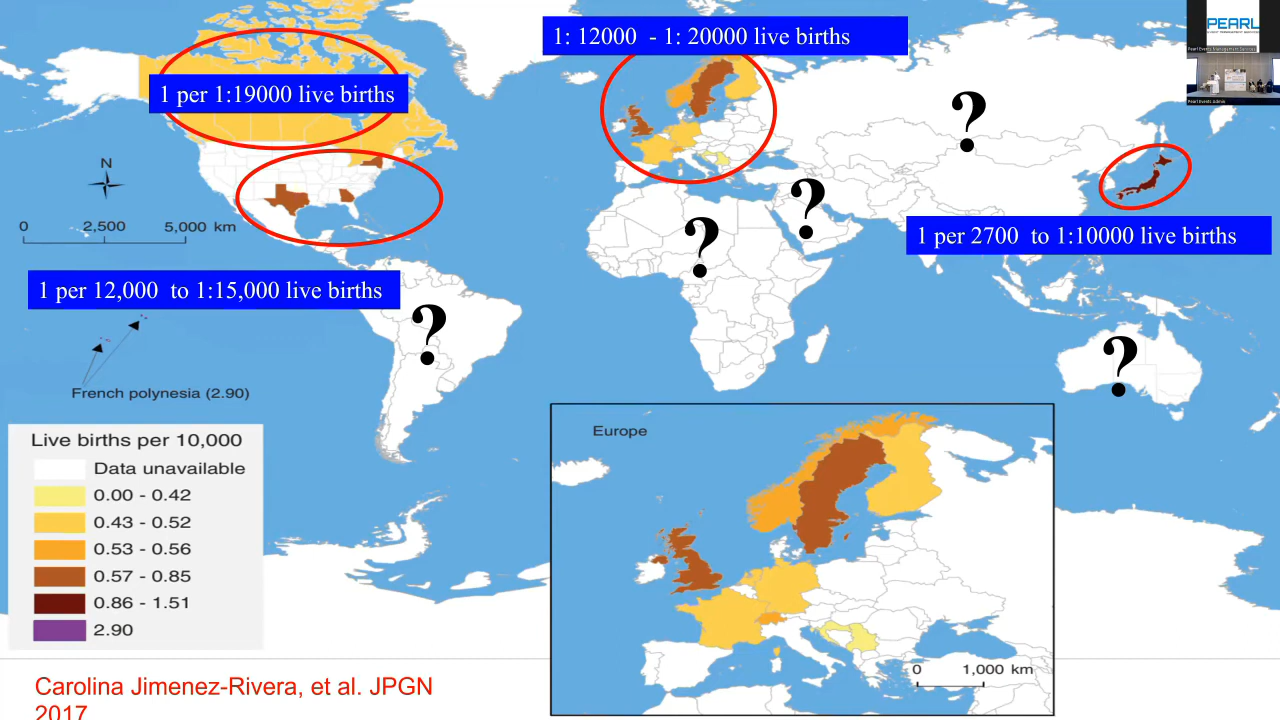 1: 12000 - 1: 20000 live births
PEARL
Pearl Events Admin
1 per 1:19000 live births
?
N
0 2,500 5,000 km
?
?
1 per 2700 to 1:10000 live births
1 per 12,000 to 1:15,000 live births
?
?
French polynesia (2.90)
Live births per 10,000
Data unavailable
0.00 - 0.42
0.43 - 0.52
0.53 - 0.56
0.57 - 0.85
0.86 - 1.51
2.90
Europe
0 1,000 km
Carolina Jimenez-Rivera, et al. JPGN
2017